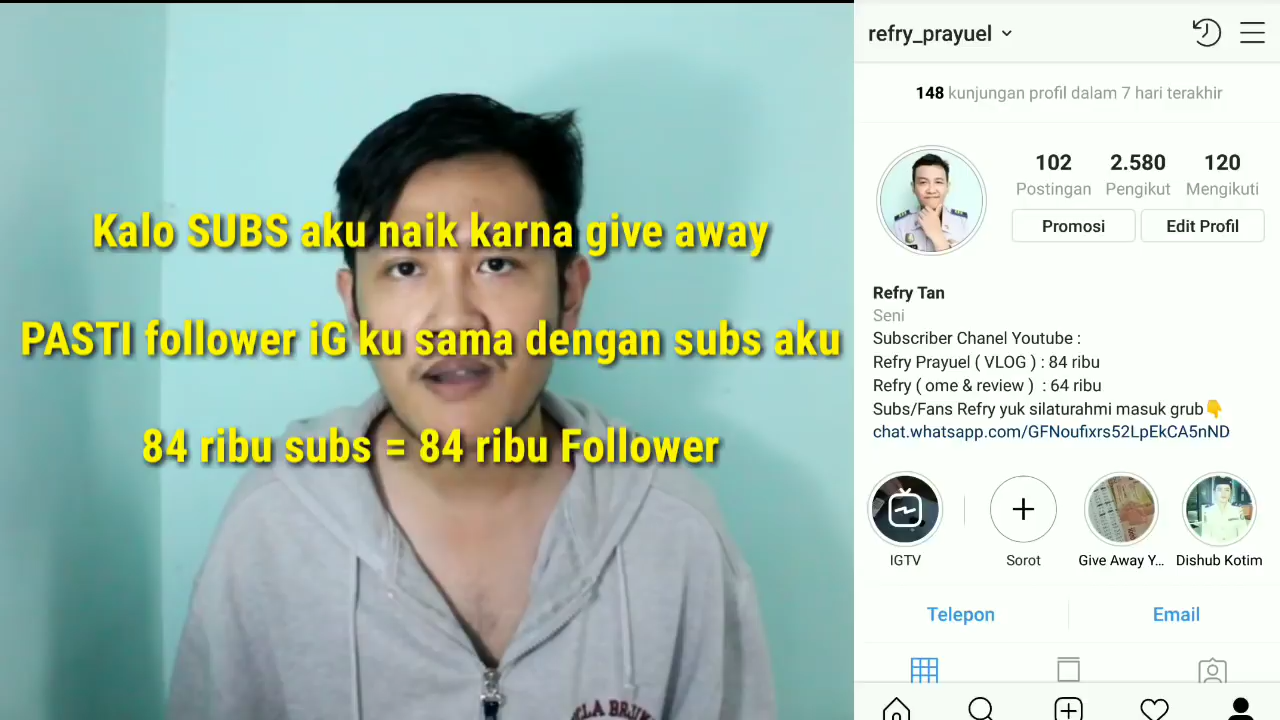 Kalo SUBS aku naik karna give away
PASTI follower iG ku sama dengan subs aku
84 ribu subs = 84 ribu Follower
refry_prayuel
148 kunjungan profil dalam 7 hari terakhir
102 2.580 120
Postingan Pengikut Mengikuti
Promosi Edit Profil
Refry Tan
Seni
Subscriber Chanel Youtube :
Refry Prayuel ( VLOG ) : 84 ribu
Refry ( ome & review ) : 64 ribu
Subs/Fans Refry yuk silaturahmi masuk grub👇
chat.whatsapp.com/GFNoufixrs52LpEkCA5nND
IGTV Sorot Give Away Y... Dishub Kotim
Telepon Email